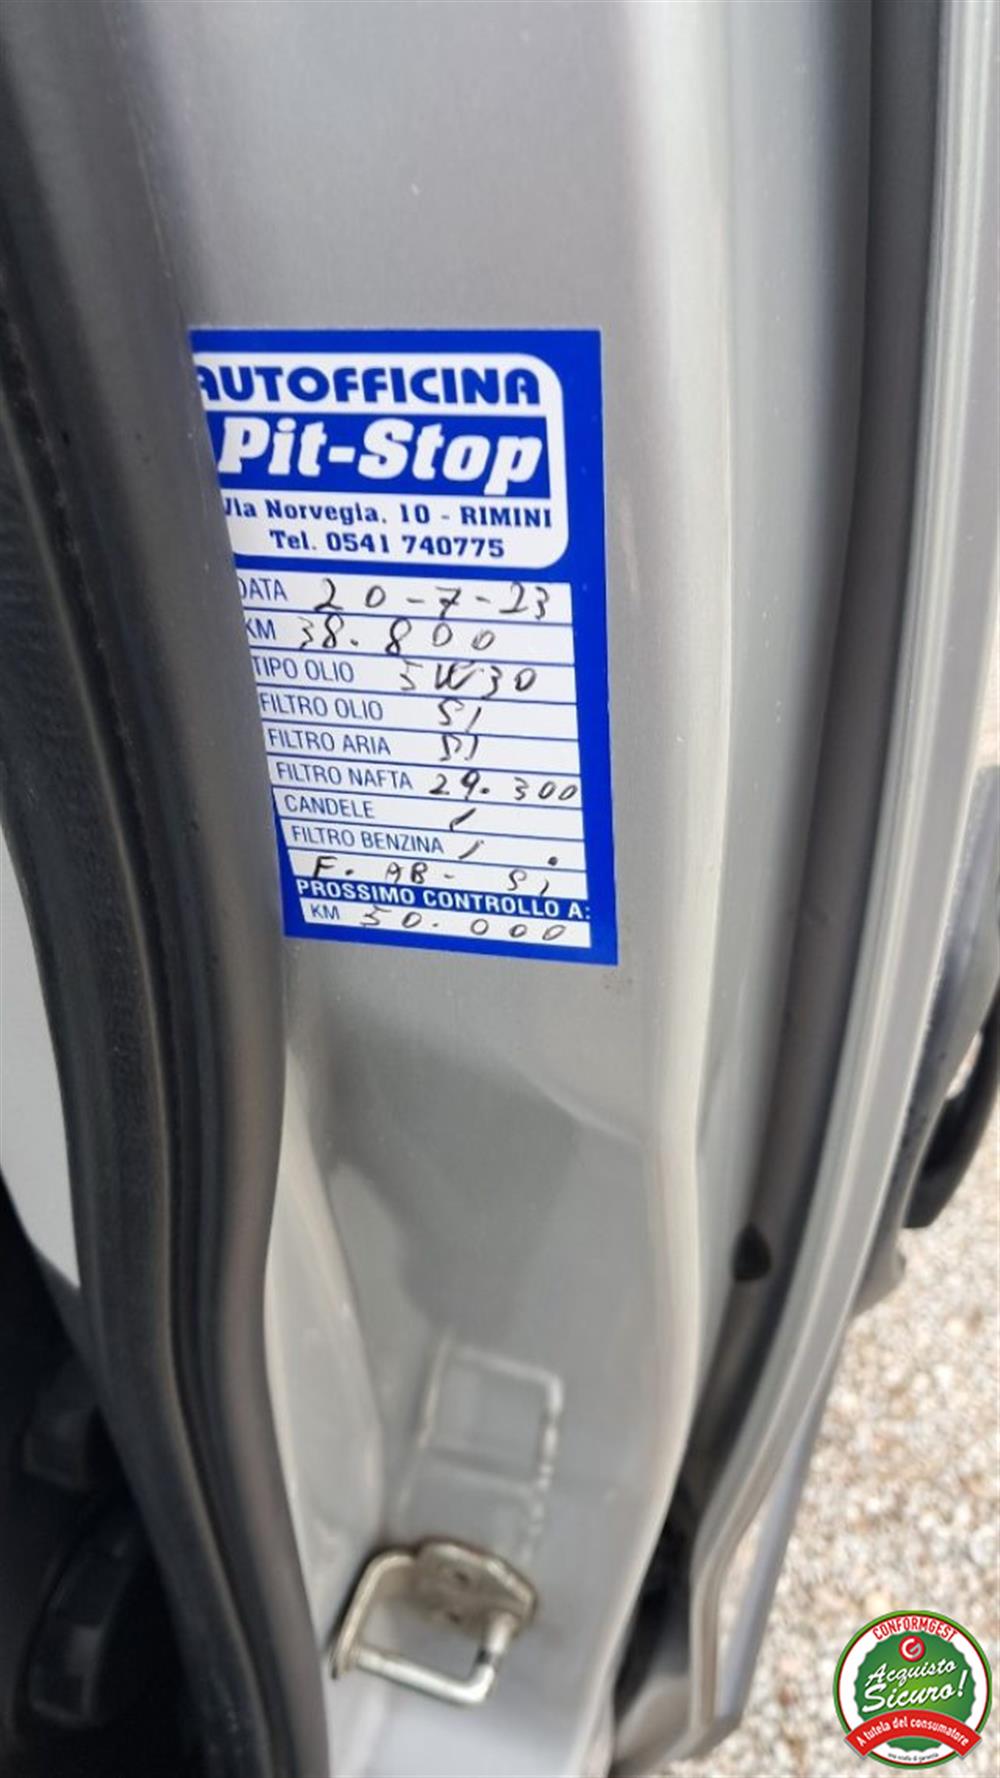 AUTOFFICINA
Pit-Stop
Via Norvegia, 10 - RIMINI
Tel. 0541 740775
DATA 20-7-23
KM 38.800
TIPO OLIO 5W30
FILTRO OLIO SI
FILTRO ARIA SI
FILTRO NAFTA 29.300
CANDELE /
FILTRO BENZINA / .
F. AB - SI
PROSSIMO CONTROLLO A:
KM 50.000
CONFORMGEST
Acquisto
Sicuro!
A tutela del consumatore